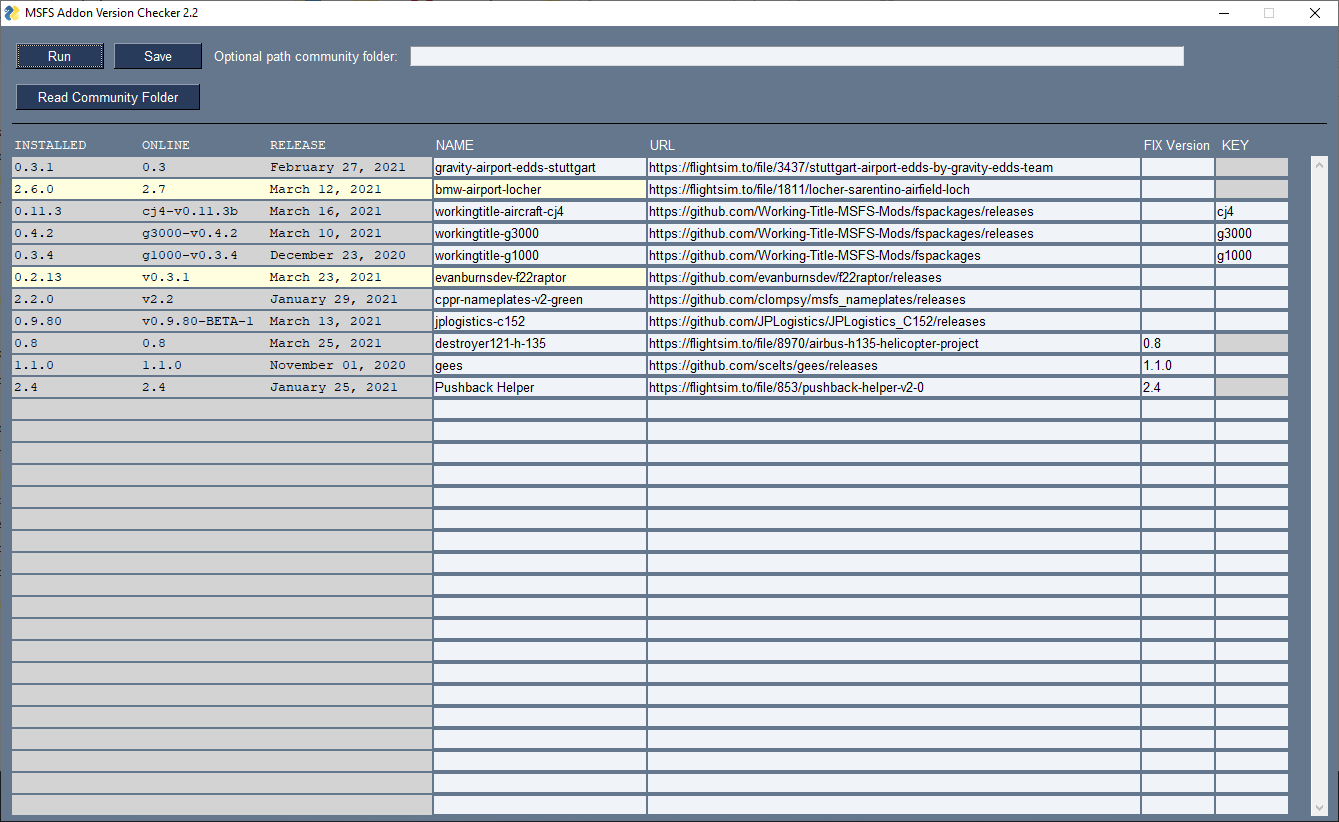 MSFS Addon Version Checker 2.2
Run Save Optional path community folder:
Read Community Folder
INSTALLED ONLINE RELEASE NAME URL FIX Version KEY
0.3.1 0.3 February 27, 2021 gravity-airport-edds-stuttgart https://flightsim.to/file/3437/stuttgart-airport-edds-by-gravity-edds-team
2.6.0 2.7 March 12, 2021 bmw-airport-locher https://flightsim.to/file/1811/locher-sarentino-airfield-loch
0.11.3 cj4-v0.11.3b March 16, 2021 workingtitle-aircraft-cj4 https://github.com/Working-Title-MSFS-Mods/fspackages/releases cj4
0.4.2 g3000-v0.4.2 March 10, 2021 workingtitle-g3000 https://github.com/Working-Title-MSFS-Mods/fspackages/releases g3000
0.3.4 g1000-v0.3.4 December 23, 2020 workingtitle-g1000 https://github.com/Working-Title-MSFS-Mods/fspackages g1000
0.2.13 v0.3.1 March 23, 2021 evanburnsdev-f22raptor https://github.com/evanburnsdev/f22raptor/releases
2.2.0 v2.2 January 29, 2021 cppr-nameplates-v2-green https://github.com/clompsy/msfs_nameplates/releases
0.9.80 v0.9.80-BETA-1 March 13, 2021 jplogistics-c152 https://github.com/JPLogistics/JPLogistics_C152/releases
0.8 0.8 March 25, 2021 destroyer121-h-135 https://flightsim.to/file/8970/airbus-h135-helicopter-project 0.8
1.1.0 1.1.0 November 01, 2020 gees https://github.com/scelts/gees/releases 1.1.0
2.4 2.4 January 25, 2021 Pushback Helper https://flightsim.to/file/853/pushback-helper-v2-0 2.4